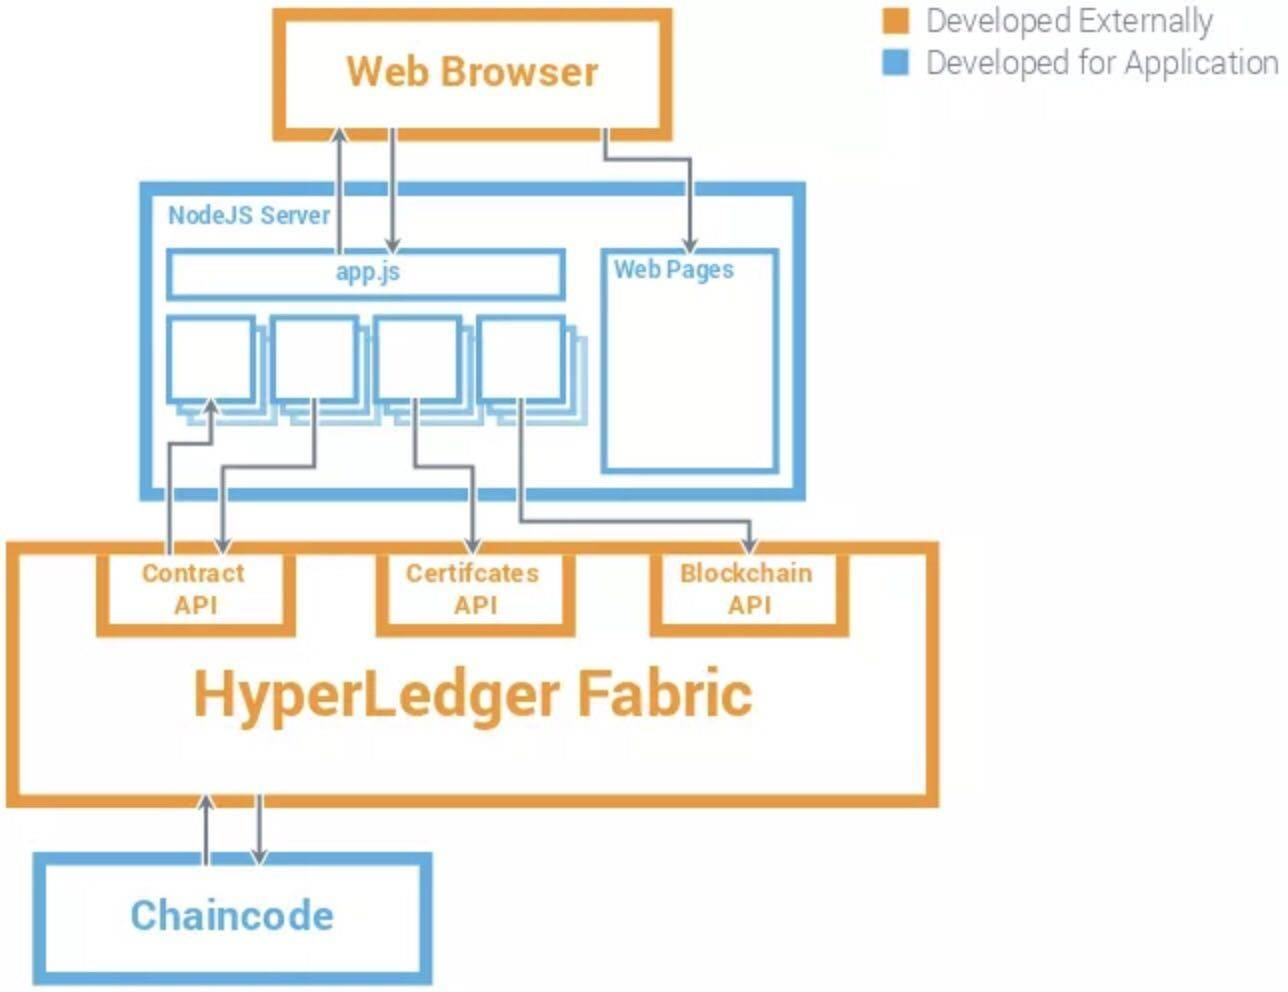 Developed Externally
Developed for Application
Web Browser
NodeJS Server
app.js
Web Pages
Contract
API
Certifcates
API
Blockchain
API
HyperLedger Fabric
Chaincode